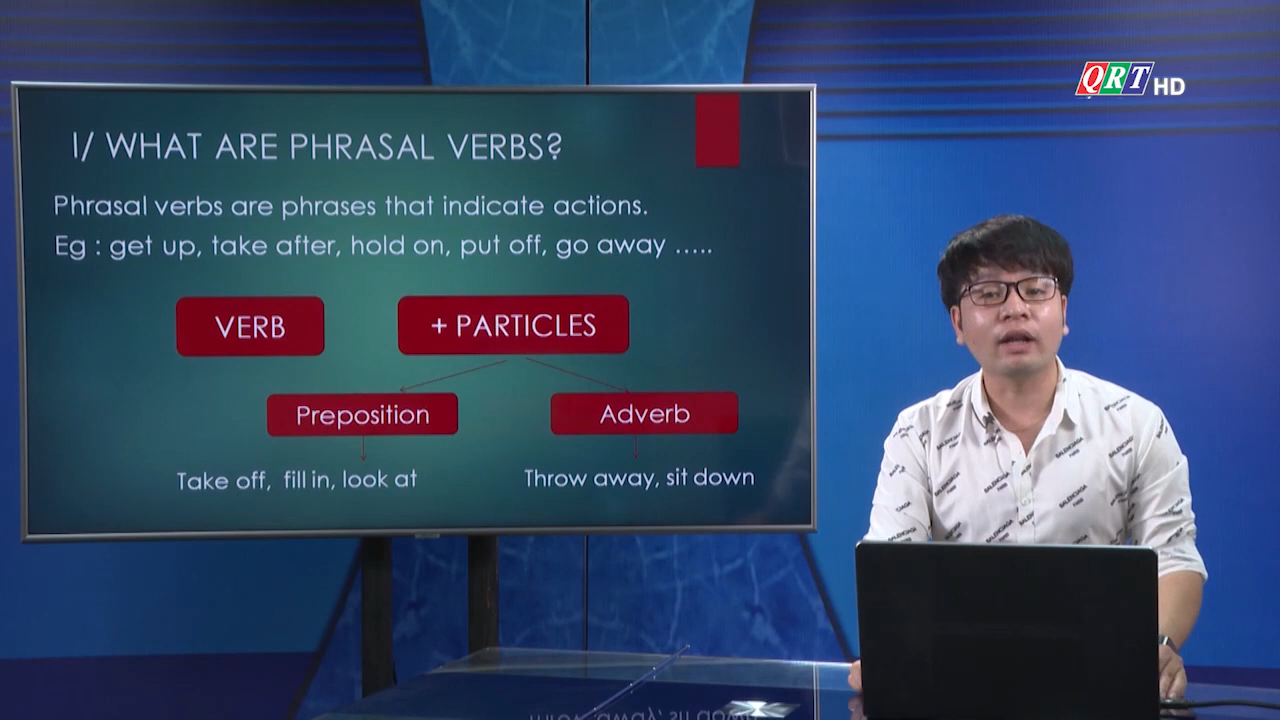 QRT HD
I/ WHAT ARE PHRASAL VERBS?
Phrasal verbs are phrases that indicate actions.
Eg : get up, take after, hold on, put off, go away .....
VERB
+ PARTICLES
Preposition
Adverb
Take off, fill in, look at
Throw away, sit down
BALENCIAGA
PARIS